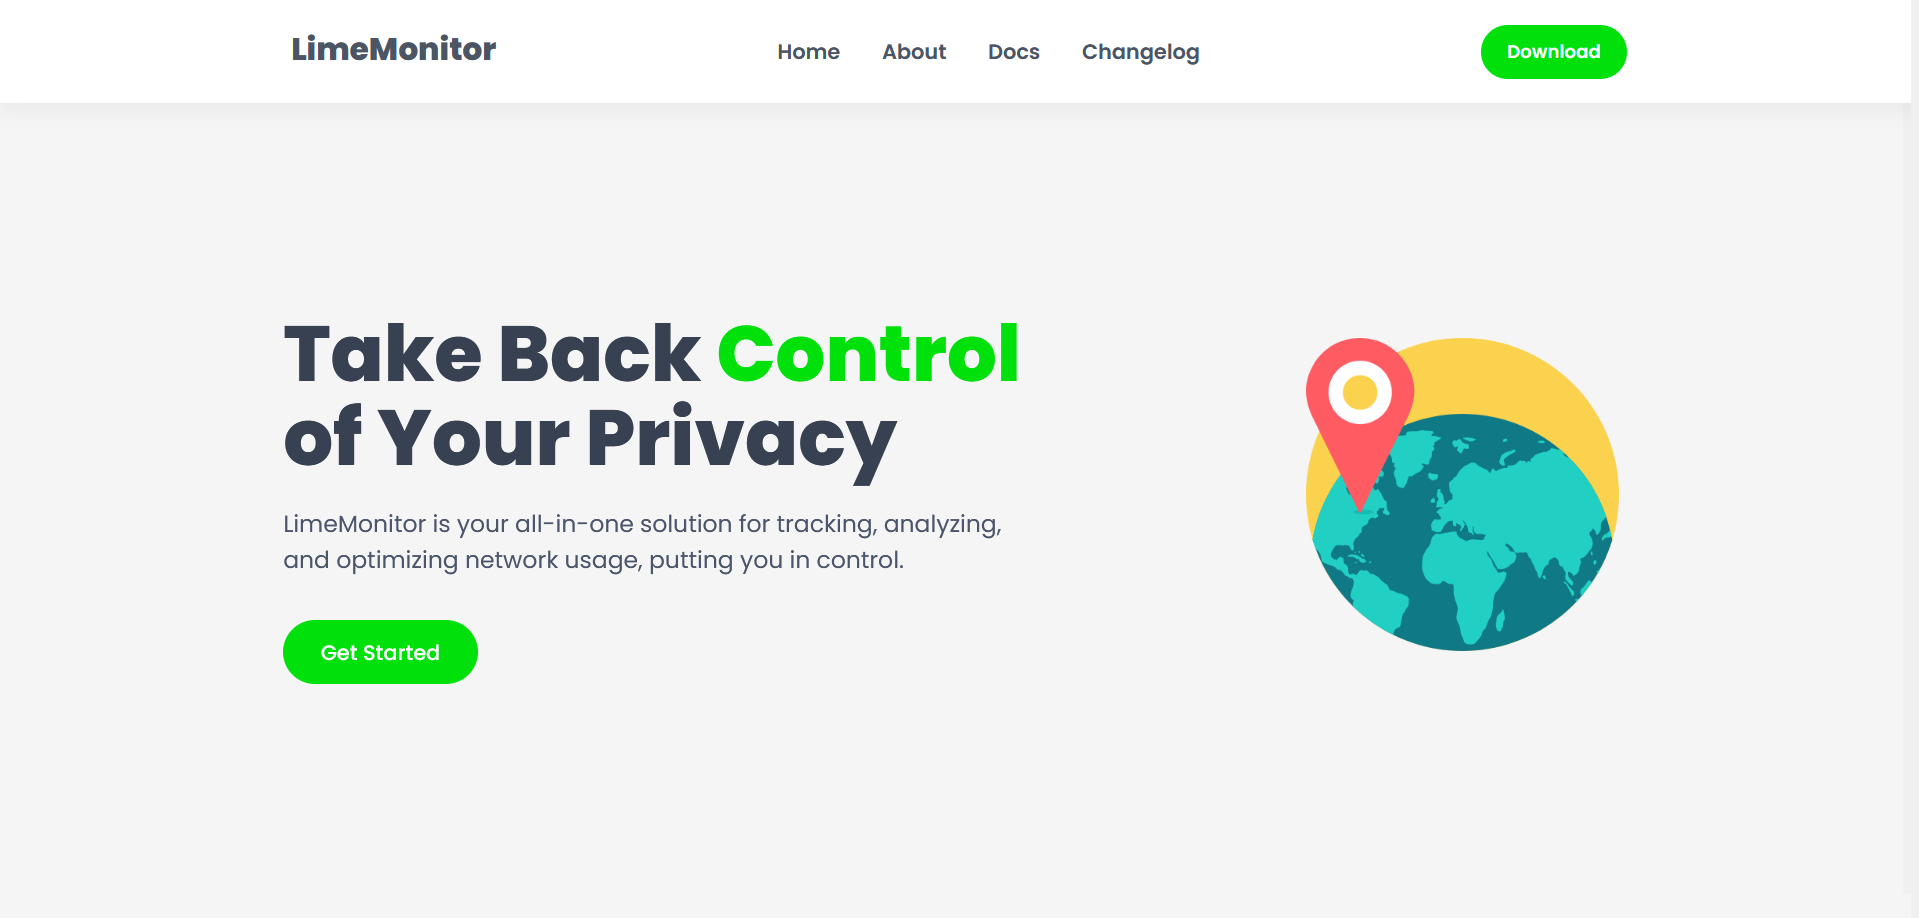 LimeMonitor
Home About Docs Changelog
Download
Take Back Control
of Your Privacy
LimeMonitor is your all-in-one solution for tracking, analyzing,
and optimizing network usage, putting you in control.
Get Started